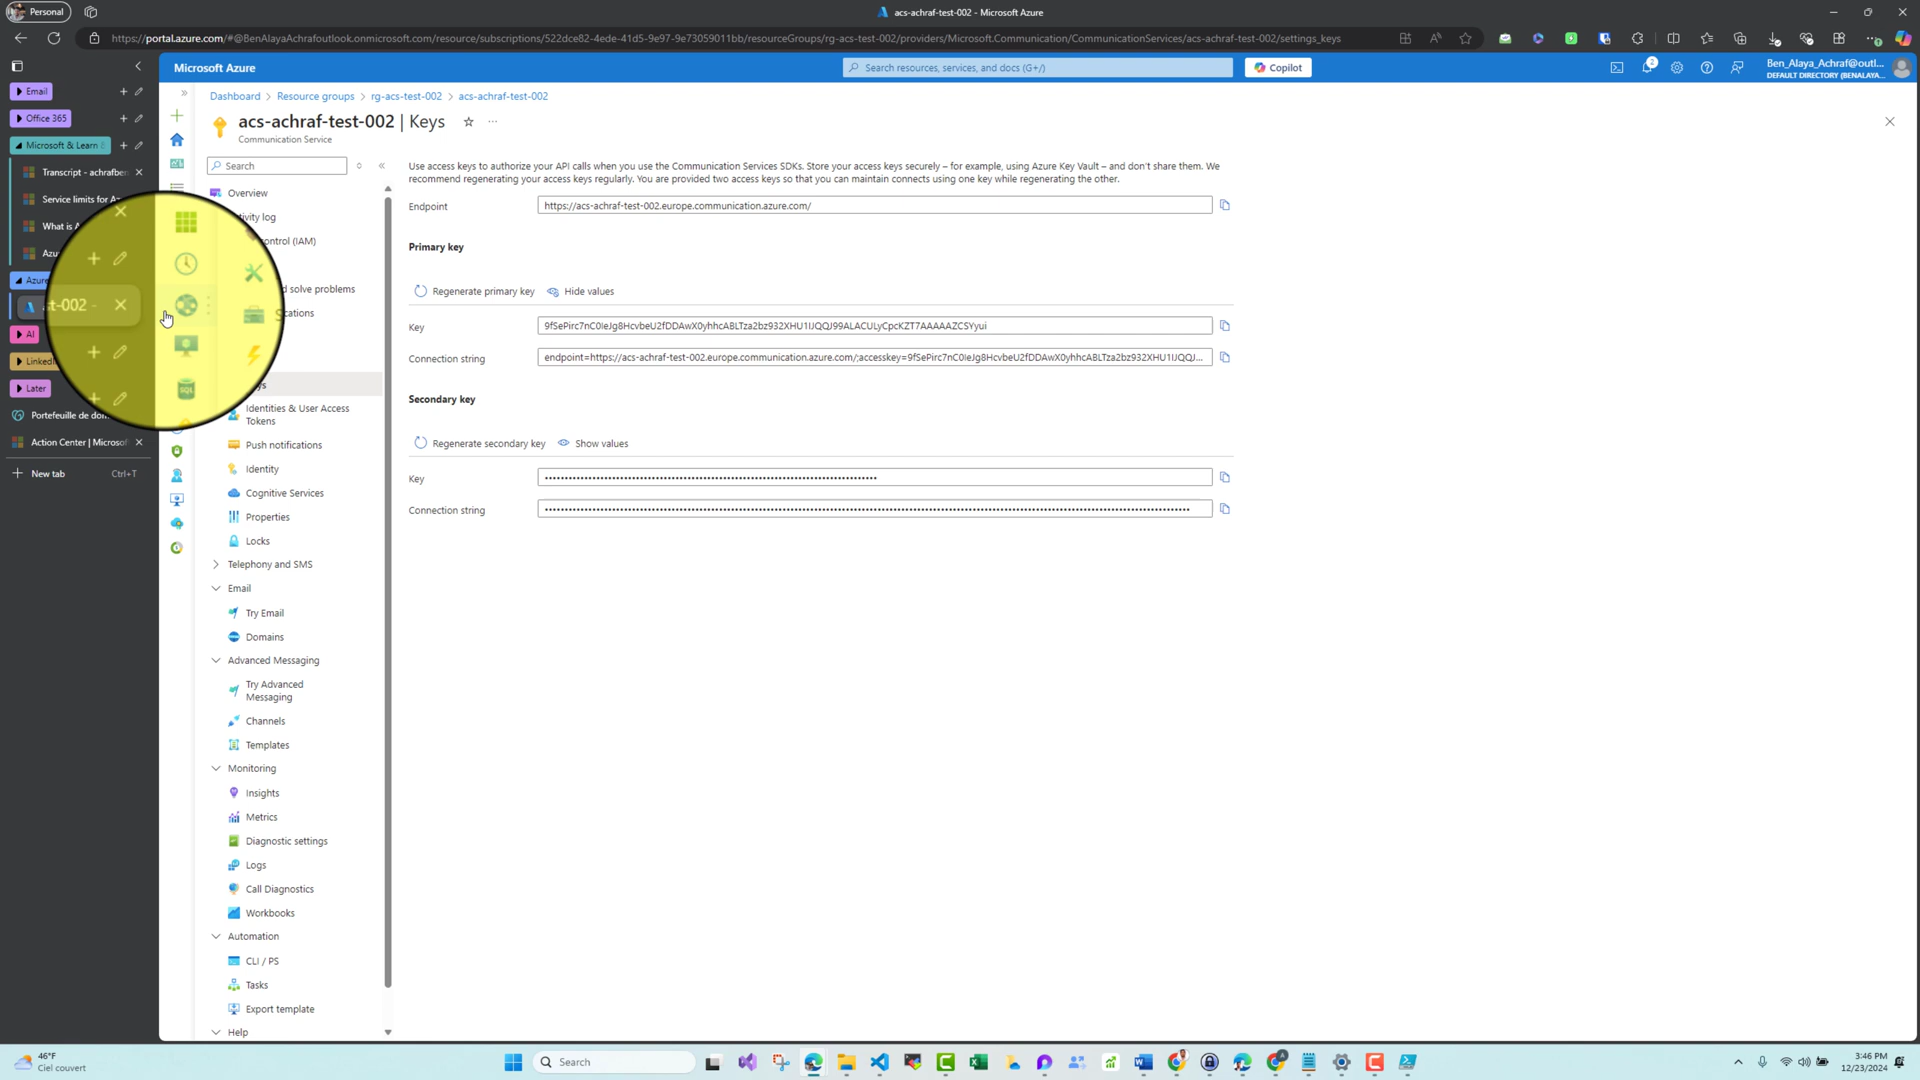 Personal
acs-achraf-test-002 - Microsoft Azure
https://portal.azure.com/#@BenAlayaAchrafoutlook.onmicrosoft.com/resource/subscriptions/522dce82-4ede-41d5-9e97-9e73059011bb/resourceGroups/rg-acs-test-002/providers/Microsoft.Communication/CommunicationServices/acs-achraf-test-002/settings_keys
Email
Office 365
Microsoft & Learn
Transcript - achrafben
Service limits for Az
What is A
Azu
Azure
st-002 -
AI
LinkedIn
Later
Portefeuille de don
Action Center | Microsof
New tab Ctrl+T
Microsoft Azure
Search resources, services, and docs (G+/)
Copilot
2
Ben_Alaya_Achraf@outl...
DEFAULT DIRECTORY (BENALAYA...
Dashboard > Resource groups > rg-acs-test-002 > acs-achraf-test-002
acs-achraf-test-002 | Keys
Communication Service
Search
Overview
tivity log
control (IAM)
d solve problems
cations
ys
Identities & User Access
Tokens
Push notifications
Identity
Cognitive Services
Properties
Locks
Telephony and SMS
Email
Try Email
Domains
Advanced Messaging
Try Advanced
Messaging
Channels
Templates
Monitoring
Insights
Metrics
Diagnostic settings
Logs
Call Diagnostics
Workbooks
Automation
CLI / PS
Tasks
Export template
Help
SQL
Use access keys to authorize your API calls when you use the Communication Services SDKs. Store your access keys securely – for example, using Azure Key Vault – and don't share them. We
recommend regenerating your access keys regularly. You are provided two access keys so that you can maintain connects using one key while regenerating the other.
Endpoint https://acs-achraf-test-002.europe.communication.azure.com/
Primary key
Regenerate primary key Hide values
Key 9fSePirc7nC0IeJg8HcvbeU2fDDAwX0yhhcABLTza2bz932XHU1IJQQJ99ALACULyCpcKZT7AAAAAZCSYyui
Connection string endpoint=https://acs-achraf-test-002.europe.communication.azure.com/;accesskey=9fSePirc7nC0IeJg8HcvbeU2fDDAwX0yhhcABLTza2bz932XHU1IJQQJ...
Secondary key
Regenerate secondary key Show values
Key
Connection string
46°F
Ciel couvert
Search
3:46 PM
12/23/2024